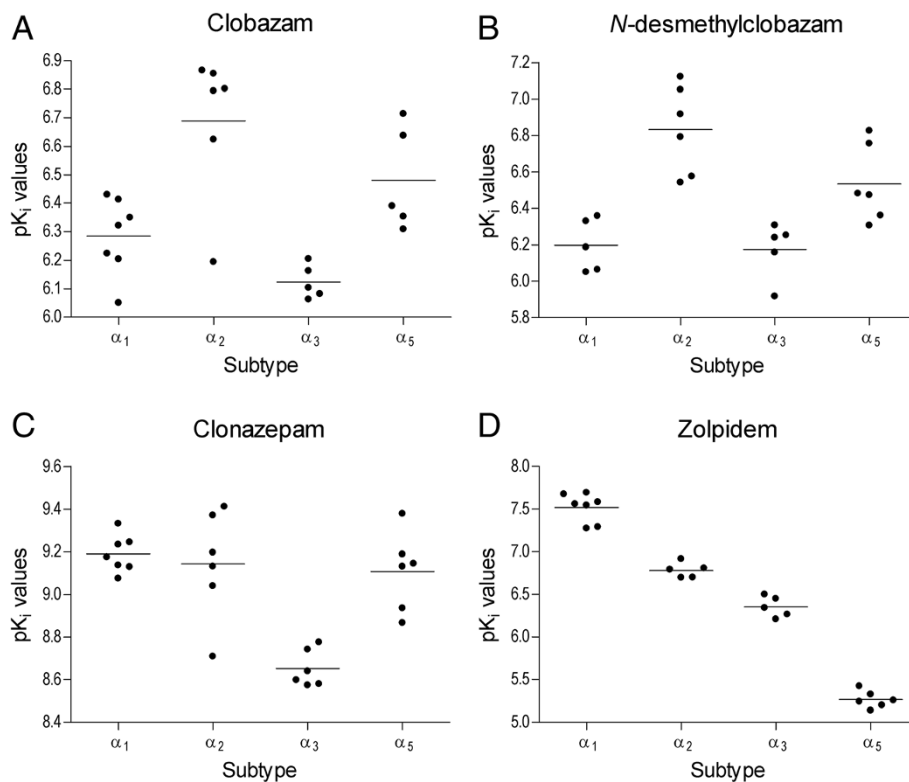 A
Clobazam
pKᵢ values
6.9
6.8
6.7
6.6
6.5
6.4
6.3
6.2
6.1
6.0
α₁ α₂ α₃ α₅
Subtype
B
N-desmethylclobazam
pKᵢ values
7.2
7.0
6.8
6.6
6.4
6.2
6.0
5.8
α₁ α₂ α₃ α₅
Subtype
C
Clonazepam
pKᵢ values
9.6
9.4
9.2
9.0
8.8
8.6
8.4
α₁ α₂ α₃ α₅
Subtype
D
Zolpidem
pKᵢ values
8.0
7.5
7.0
6.5
6.0
5.5
5.0
α₁ α₂ α₃ α₅
Subtype